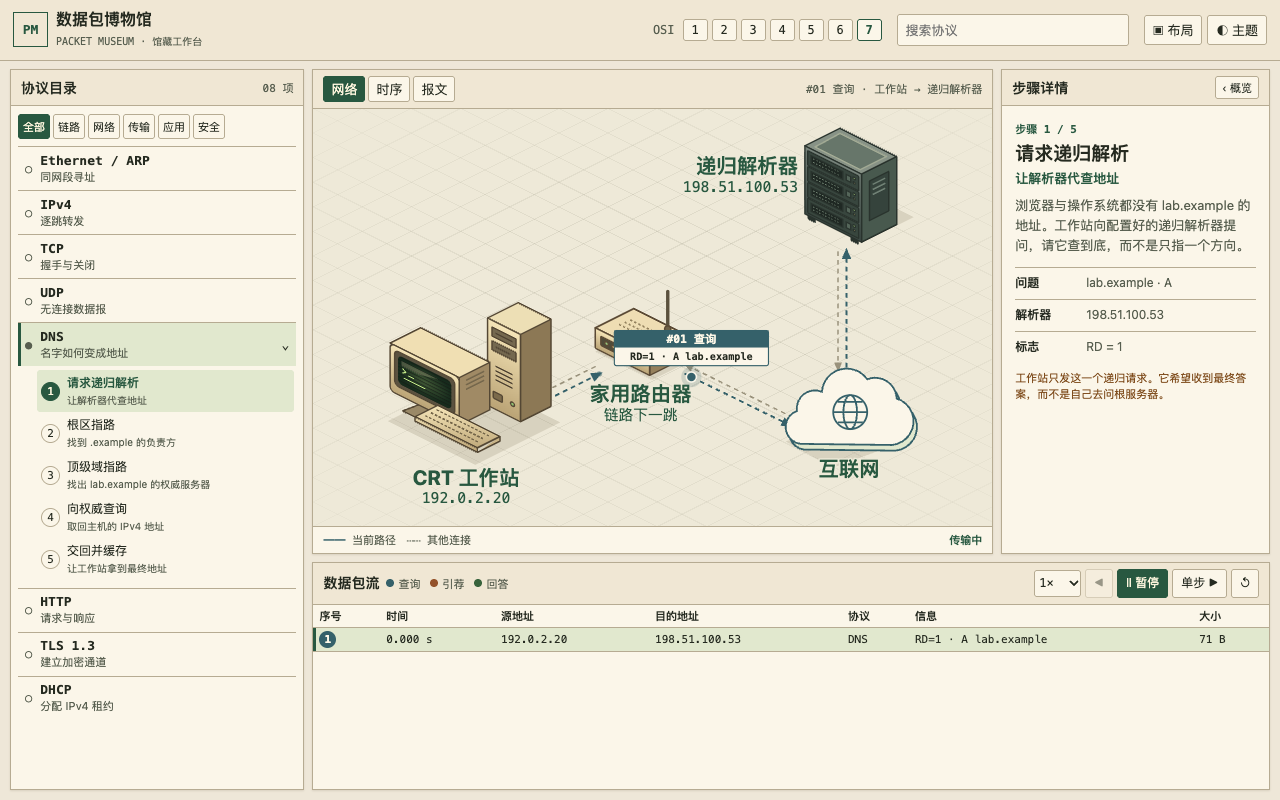 PM
数据包博物馆
PACKET MUSEUM · 馆藏工作台
OSI 1 2 3 4 5 6 7
搜索协议
▣ 布局
◐ 主题
协议目录
08 项
全部 链路 网络 传输 应用 安全
Ethernet / ARP
同网段寻址
IPv4
逐跳转发
TCP
握手与关闭
UDP
无连接数据报
DNS
名字如何变成地址
1 请求递归解析
让解析器代查地址
2 根区指路
找到 .example 的负责方
3 顶级域指路
找出 lab.example 的权威服务器
4 向权威查询
取回主机的 IPv4 地址
5 交回并缓存
让工作站拿到最终地址
HTTP
请求与响应
TLS 1.3
建立加密通道
DHCP
分配 IPv4 租约
网络 时序 报文
#01 查询 · 工作站 → 递归解析器
递归解析器
198.51.100.53
>_
#01 查询
RD=1 · A lab.example
家用路由器
链路下一跳
CRT 工作站
192.0.2.20
互联网
当前路径 其他连接
传输中
步骤详情
‹ 概览
步骤 1 / 5
请求递归解析
让解析器代查地址
浏览器与操作系统都没有 lab.example 的
地址。工作站向配置好的递归解析器提
问，请它查到底，而不是只指一个方向。
问题 lab.example · A
解析器 198.51.100.53
标志 RD = 1
工作站只发这一个递归请求。它希望收到最终答
案，而不是自己去问根服务器。
数据包流 查询 引荐 回答
1×
◀
Ⅱ 暂停
单步 ▶
↺
序号 时间 源地址 目的地址 协议 信息 大小
1 0.000 s 192.0.2.20 198.51.100.53 DNS RD=1 · A lab.example 71 B